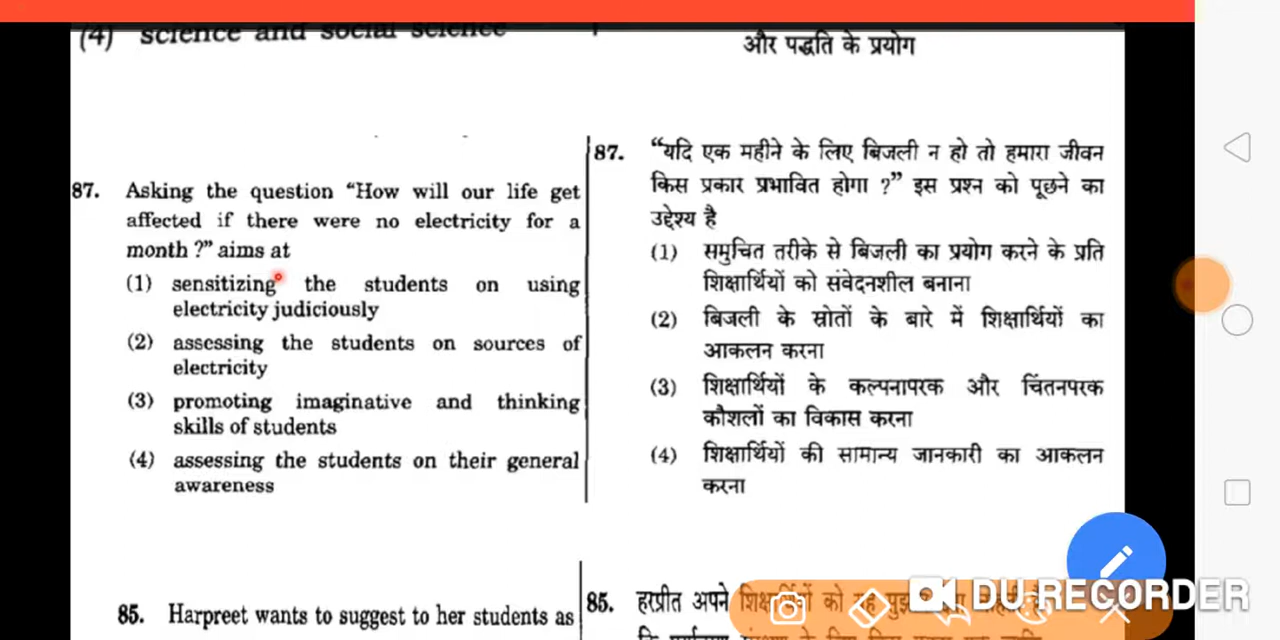 (4) science and social science
और पद्धति के प्रयोग
87. Asking the question “How will our life get
affected if there were no electricity for a
month ?” aims at
(1) sensitizing the students on using
electricity judiciously
(2) assessing the students on sources of
electricity
(3) promoting imaginative and thinking
skills of students
(4) assessing the students on their general
awareness
87. “यदि एक महीने के लिए बिजली न हो तो हमारा जीवन
किस प्रकार प्रभावित होगा ?” इस प्रश्न को पूछने का
उद्देश्य है
(1) समुचित तरीके से बिजली का प्रयोग करने के प्रति
शिक्षार्थियों को संवेदनशील बनाना
(2) बिजली के स्रोतों के बारे में शिक्षार्थियों का
आकलन करना
(3) शिक्षार्थियों के कल्पनापरक और चिंतनपरक
कौशलों का विकास करना
(4) शिक्षार्थियों की सामान्य जानकारी का आकलन
करना
85. Harpreet wants to suggest to her students as
85. हरप्रीत अपने शिक्षार्थियों को यह
DU RECORDER